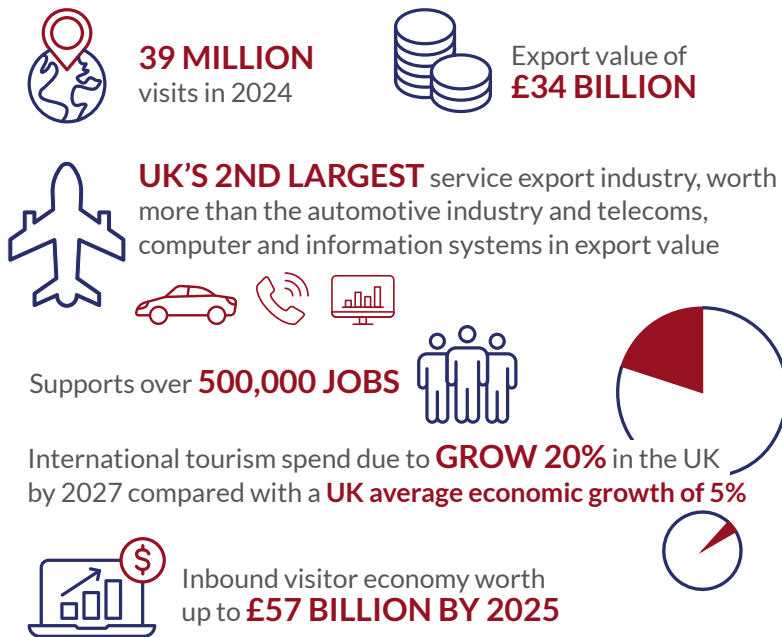 39 MILLION
visits in 2024
Export value of
£34 BILLION
UK'S 2ND LARGEST service export industry, worth
more than the automotive industry and telecoms,
computer and information systems in export value
Supports over 500,000 JOBS
International tourism spend due to GROW 20% in the UK
by 2027 compared with a UK average economic growth of 5%
$
Inbound visitor economy worth
up to £57 BILLION BY 2025